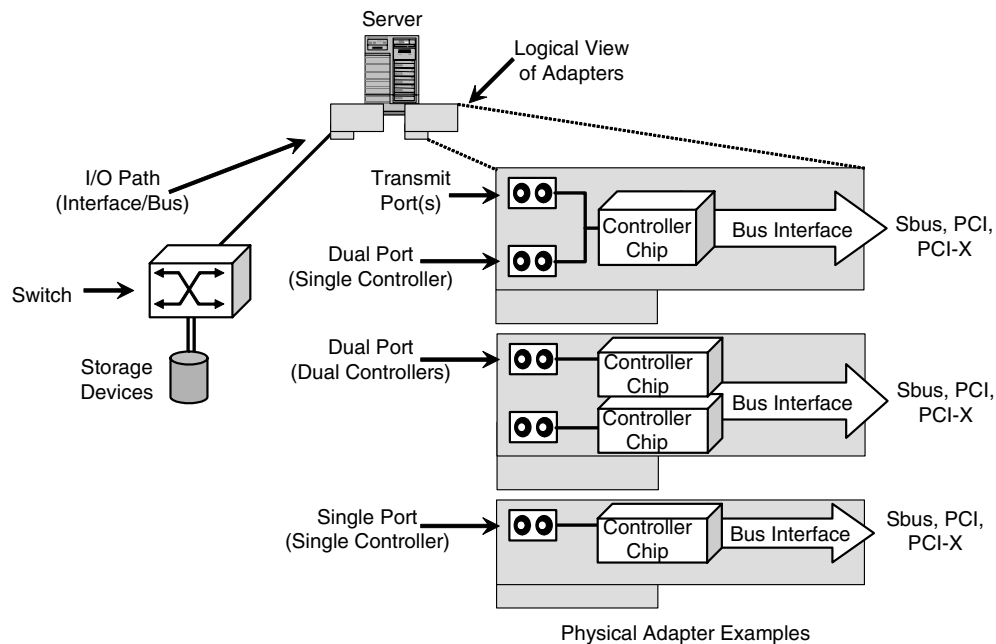 Server
Logical View
of Adapters
I/O Path
(Interface/Bus)
Switch
Storage
Devices
Transmit
Port(s)
Dual Port
(Single Controller)
Controller
Chip
Bus Interface
Sbus, PCI,
PCI-X
Dual Port
(Dual Controllers)
Controller
Chip
Controller
Chip
Bus Interface
Sbus, PCI,
PCI-X
Single Port
(Single Controller)
Controller
Chip
Bus Interface
Sbus, PCI,
PCI-X
Physical Adapter Examples